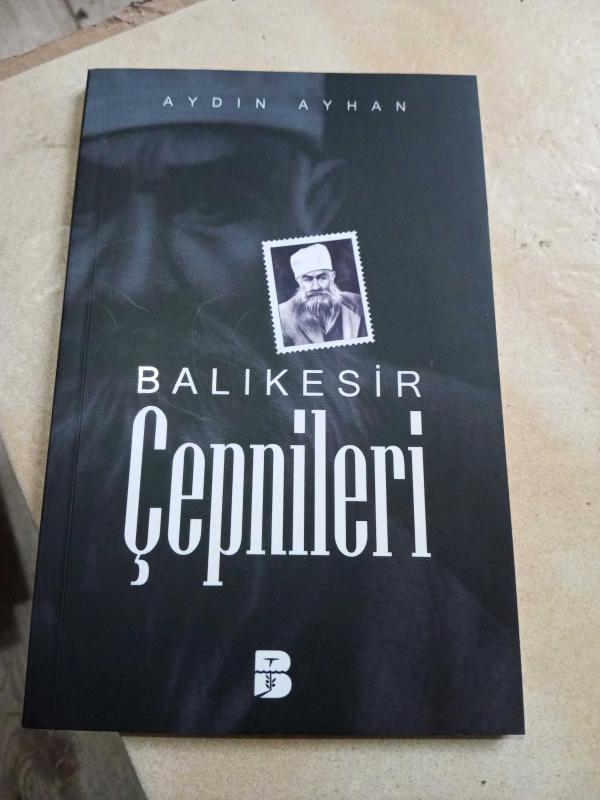 AYDIN AYHAN
BALIKESİR
Çepnileri
B